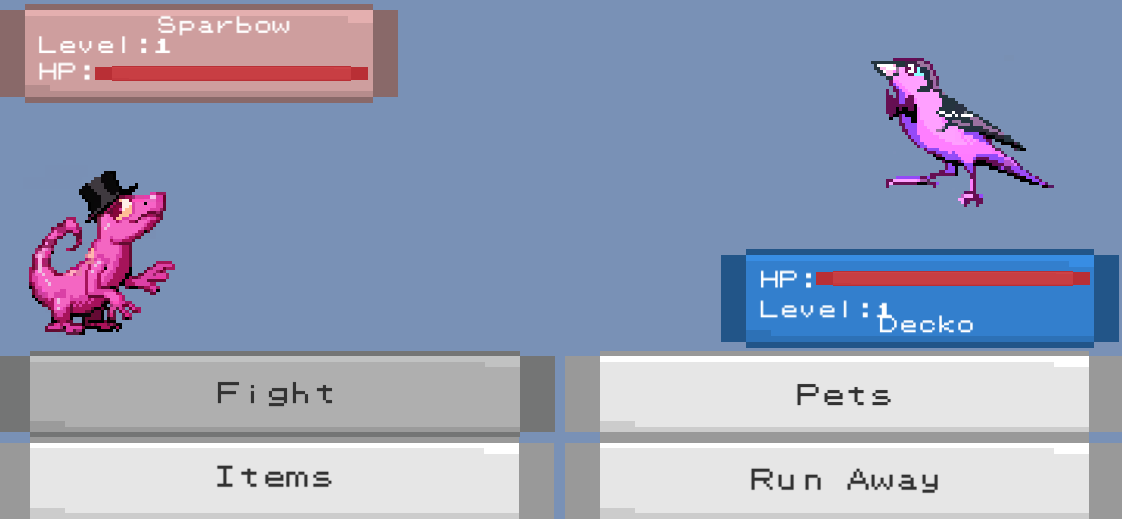 Sparbow
Level:1
HP:
HP:
Level:1
Decko
Fight
Pets
Items
Run Away